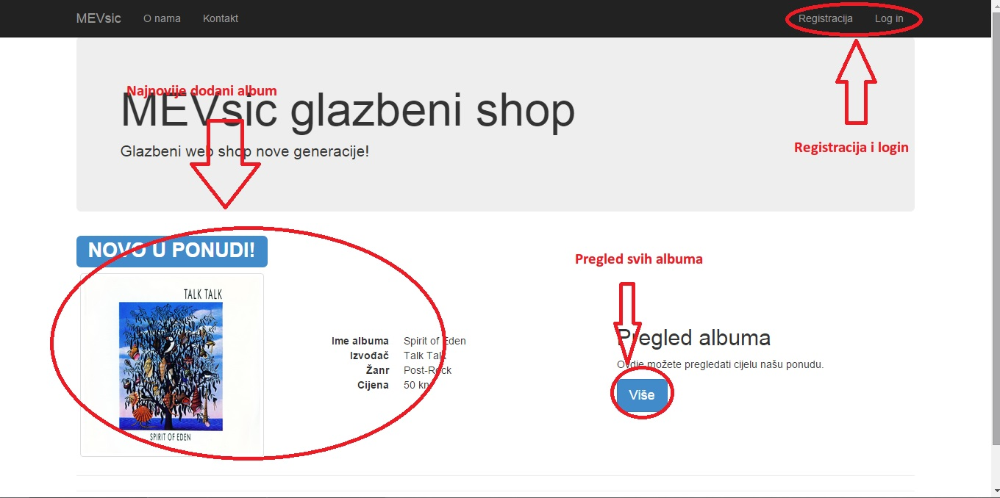 MEVsic O nama Kontakt Registracija Log in
Najnovije dodani album
MEVsic glazbeni shop
Glazbeni web shop nove generacije!
Registracija i login
NOVO U PONUDI!
TALK TALK
SPIRIT OF EDEN
Ime albuma Spirit of Eden
Izvođač Talk Talk
Žanr Post-Rock
Cijena 50 kn
Pregled svih albuma
Pregled albuma
Ovdje možete pregledati cijelu našu ponudu.
Više